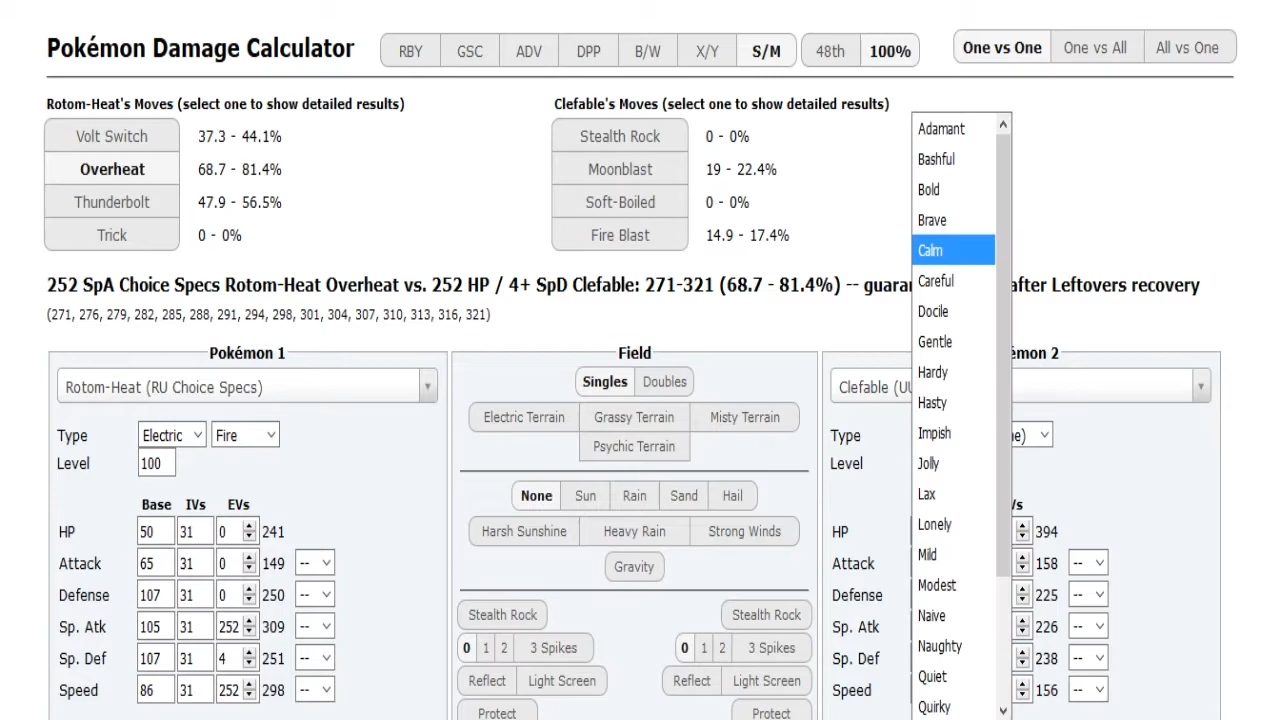 Pokémon Damage Calculator RBY GSC ADV DPP B/W X/Y S/M 48th 100% One vs One One vs All All vs One
Rotom-Heat's Moves (select one to show detailed results) Clefable's Moves (select one to show detailed results)
Volt Switch 37.3 - 44.1% Stealth Rock 0 - 0%
Overheat 68.7 - 81.4% Moonblast 19 - 22.4%
Thunderbolt 47.9 - 56.5% Soft-Boiled 0 - 0%
Trick 0 - 0% Fire Blast 14.9 - 17.4%
Adamant
Bashful
Bold
Brave
Calm
Careful
Docile
Gentle
Hardy
Hasty
Impish
Jolly
Lax
Lonely
Mild
Modest
Naive
Naughty
Quiet
Quirky
252 SpA Choice Specs Rotom-Heat Overheat vs. 252 HP / 4+ SpD Clefable: 271-321 (68.7 - 81.4%) -- guaran after Leftovers recovery
(271, 276, 279, 282, 285, 288, 291, 294, 298, 301, 304, 307, 310, 313, 316, 321)
Pokémon 1
Rotom-Heat (RU Choice Specs)
Type Electric Fire
Level 100
Base IVs EVs
HP 50 31 0 241
Attack 65 31 0 149 --
Defense 107 31 0 250 --
Sp. Atk 105 31 252 309 --
Sp. Def 107 31 4 251 --
Speed 86 31 252 298 --
Field
Singles Doubles
Electric Terrain Grassy Terrain Misty Terrain
Psychic Terrain
None Sun Rain Sand Hail
Harsh Sunshine Heavy Rain Strong Winds
Gravity
Stealth Rock Stealth Rock
0 1 2 3 Spikes 0 1 2 3 Spikes
Reflect Light Screen Reflect Light Screen
Protect Protect
émon 2
Clefable (UU
Type e)
Level
Vs
HP 394
Attack 158 --
Defense 225 --
Sp. Atk 226 --
Sp. Def 238 --
Speed 156 --